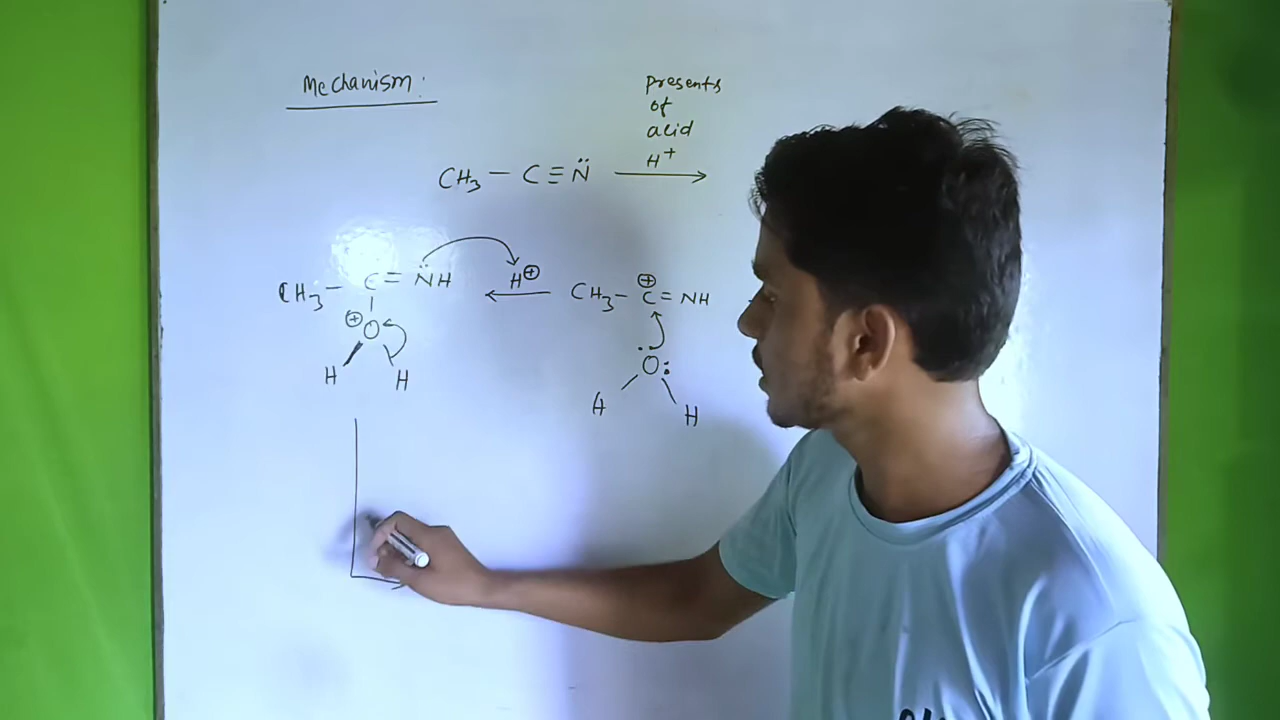 Mechanism:
presents
of
acid
H⁺
CH₃ – C ≡ N̈
CH₃ – C = N̈H
H⊕
CH₃ – C = NH
⊕
⊕ O
O
H H
H H